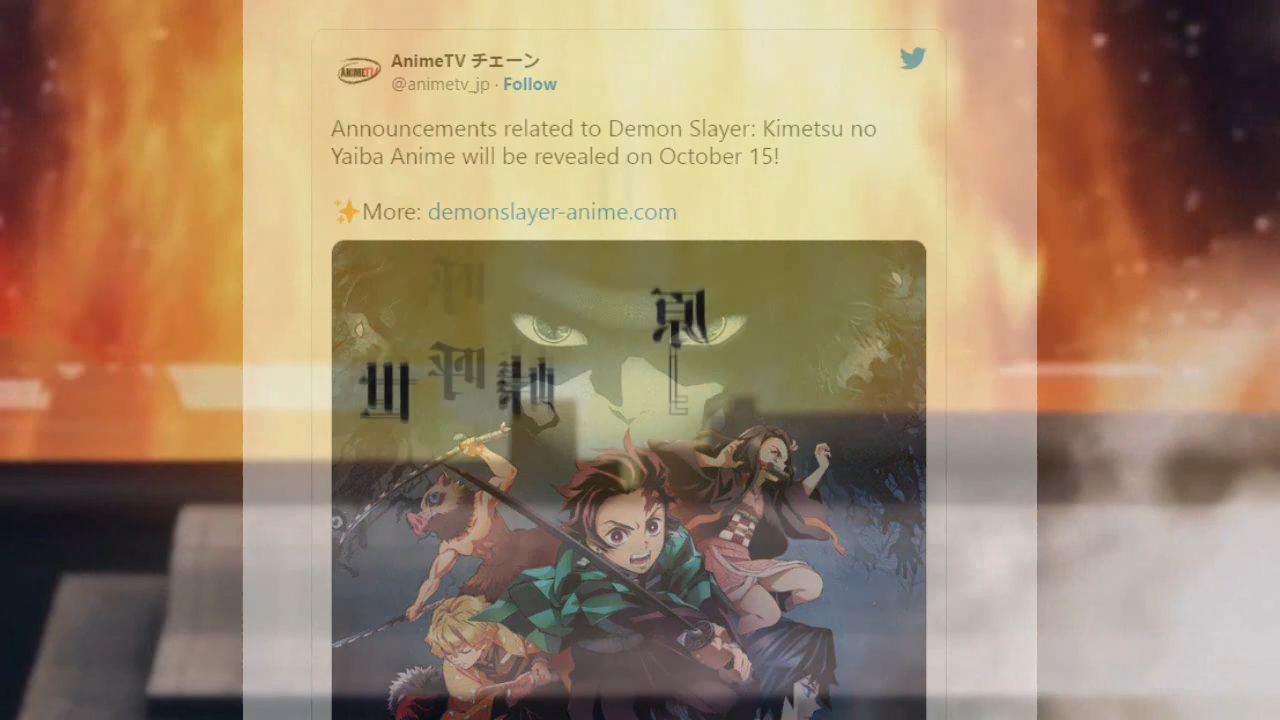 AnimeTV チェーン
ANIMETV
@animetv_jp · Follow
Announcements related to Demon Slayer: Kimetsu no
Yaiba Anime will be revealed on October 15!
✨More: demonslayer-anime.com